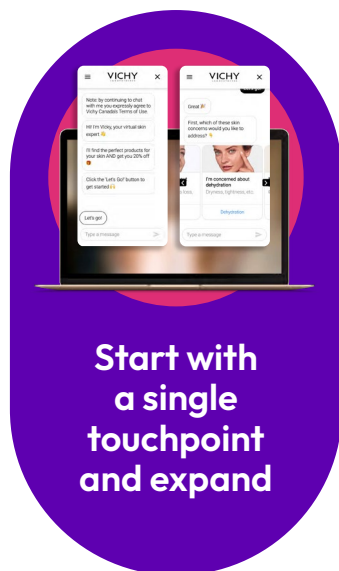 VICHY
LABORATOIRES
Note: by continuing to chat
with me you expressly agree to
Vichy Canada's Terms of Use.
Hi! I'm Vicky, your virtual skin
expert 👋
I'll find the perfect products for
your skin AND get you 20% off
🎁
Click the 'Let's Go!' button to
get started 🙌
Let's go!
Type a message
VICHY
LABORATOIRES
Great 🎉
First, which of these skin
concerns would you like to
address? 👇
I'm concerned about
dehydration
Dryness, tightness, etc.
Dehydration
Type a message
Start with
a single
touchpoint
and expand